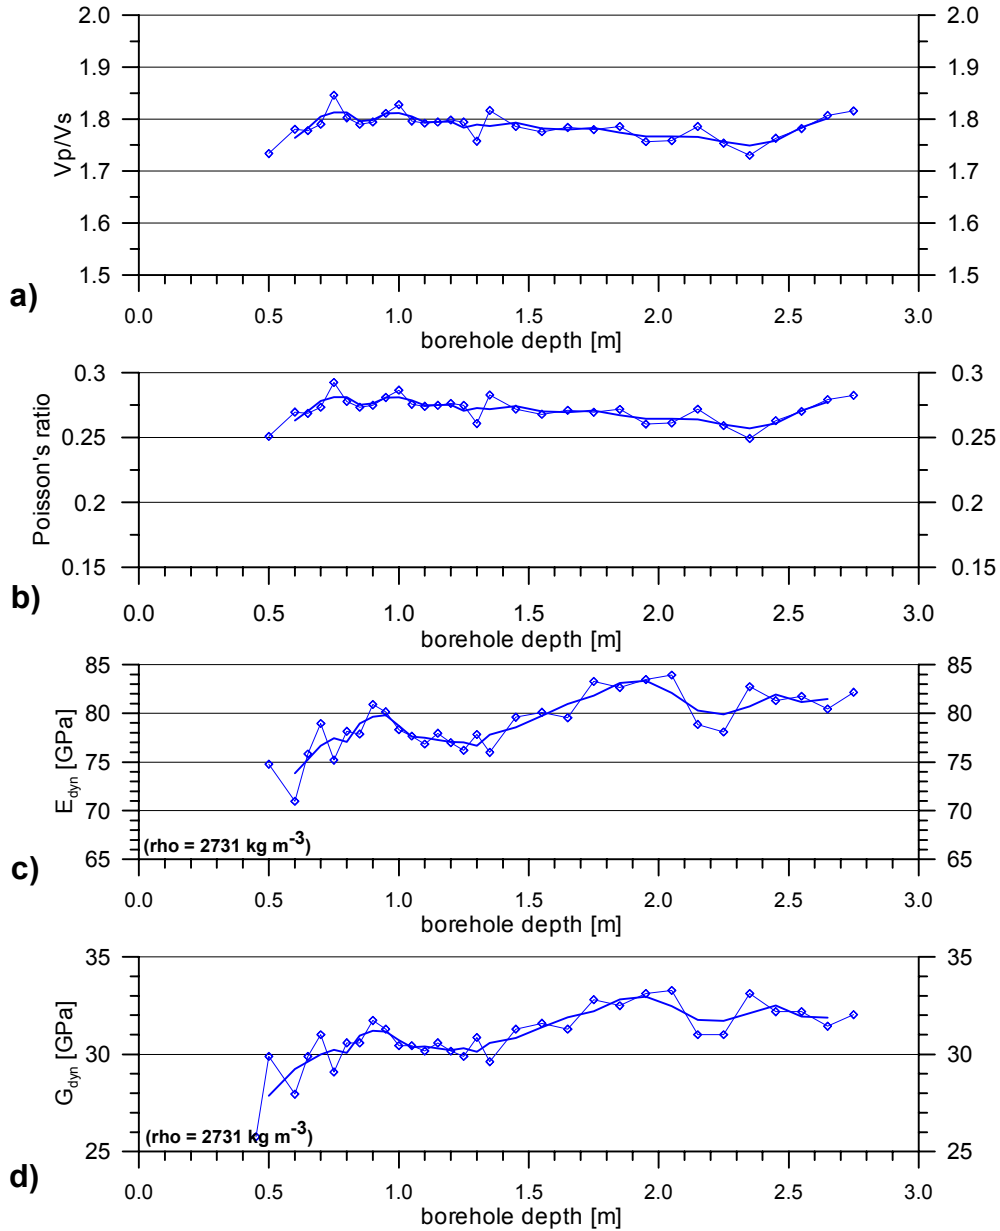 2.0 2.0
1.9 1.9
1.8 1.8
1.7 1.7
1.6 1.6
1.5 1.5
Vp/Vs
a)
0.0 0.5 1.0 1.5 2.0 2.5 3.0
borehole depth [m]
0.3 0.3
0.25 0.25
0.2 0.2
0.15 0.15
Poisson's ratio
b)
0.0 0.5 1.0 1.5 2.0 2.5 3.0
borehole depth [m]
85 85
80 80
75 75
70 70
65 65
E_dyn [GPa]
(rho = 2731 kg m-3)
c)
0.0 0.5 1.0 1.5 2.0 2.5 3.0
borehole depth [m]
35 35
30 30
25 25
G_dyn [GPa]
(rho = 2731 kg m-3)
d)
0.0 0.5 1.0 1.5 2.0 2.5 3.0
borehole depth [m]